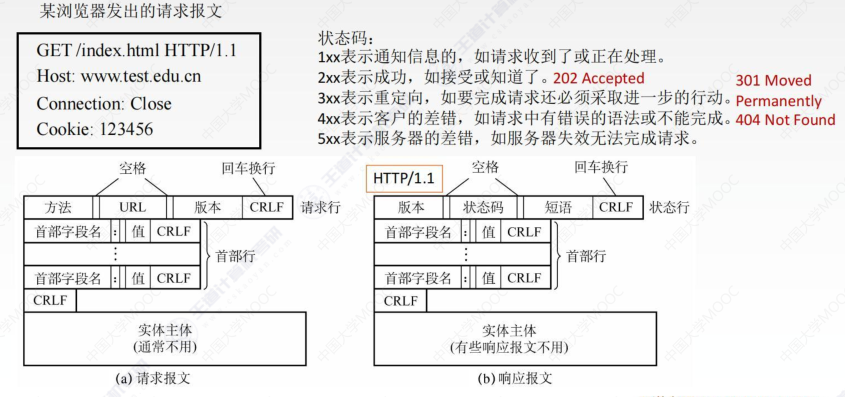 某浏览器发出的请求报文
GET /index.html HTTP/1.1
Host: www.test.edu.cn
Connection: Close
Cookie: 123456
状态码：
1xx表示通知信息的，如请求收到了或正在处理。
2xx表示成功，如接受或知道了。202 Accepted
3xx表示重定向，如要完成请求还必须采取进一步的行动。301 Moved Permanently
4xx表示客户的差错，如请求中有错误的语法或不能完成。404 Not Found
5xx表示服务器的差错，如服务器失效无法完成请求。
空格 回车换行
方法 URL 版本 CRLF 请求行
首部字段名 : 值 CRLF
⋮ 首部行
首部字段名 : 值 CRLF
CRLF
实体主体
(通常不用)
(a) 请求报文
HTTP/1.1 空格 回车换行
版本 状态码 短语 CRLF 状态行
首部字段名 : 值 CRLF
⋮ 首部行
首部字段名 : 值 CRLF
CRLF
实体主体
(有些响应报文不用)
(b) 响应报文